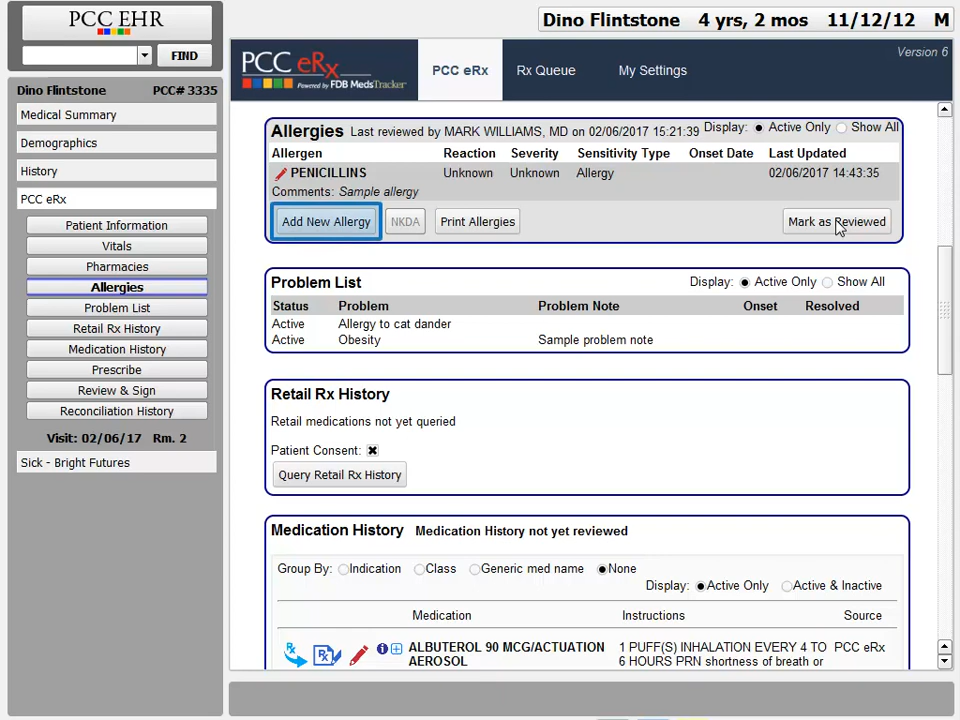 PCC EHR
FIND
Dino Flintstone 4 yrs, 2 mos 11/12/12 M
Dino Flintstone PCC# 3335
Medical Summary
Demographics
History
PCC eRx
Patient Information
Vitals
Pharmacies
Allergies
Problem List
Retail Rx History
Medication History
Prescribe
Review & Sign
Reconciliation History
Visit: 02/06/17 Rm. 2
Sick - Bright Futures
PCC eRx
Powered by FDB MedsTracker
PCC eRx Rx Queue My Settings
Version 6
Allergies Last reviewed by MARK WILLIAMS, MD on 02/06/2017 15:21:39 Display: Active Only Show All
Allergen Reaction Severity Sensitivity Type Onset Date Last Updated
PENICILLINS Unknown Unknown Allergy 02/06/2017 14:43:35
Comments: Sample allergy
Add New Allergy NKDA Print Allergies Mark as Reviewed
Problem List Display: Active Only Show All
Status Problem Problem Note Onset Resolved
Active Allergy to cat dander
Active Obesity Sample problem note
Retail Rx History
Retail medications not yet queried
Patient Consent:
Query Retail Rx History
Medication History Medication History not yet reviewed
Group By: Indication Class Generic med name None
Display: Active Only Active & Inactive
Medication Instructions Source
ALBUTEROL 90 MCG/ACTUATION 1 PUFF(S) INHALATION EVERY 4 TO PCC eRx
AEROSOL 6 HOURS PRN shortness of breath or